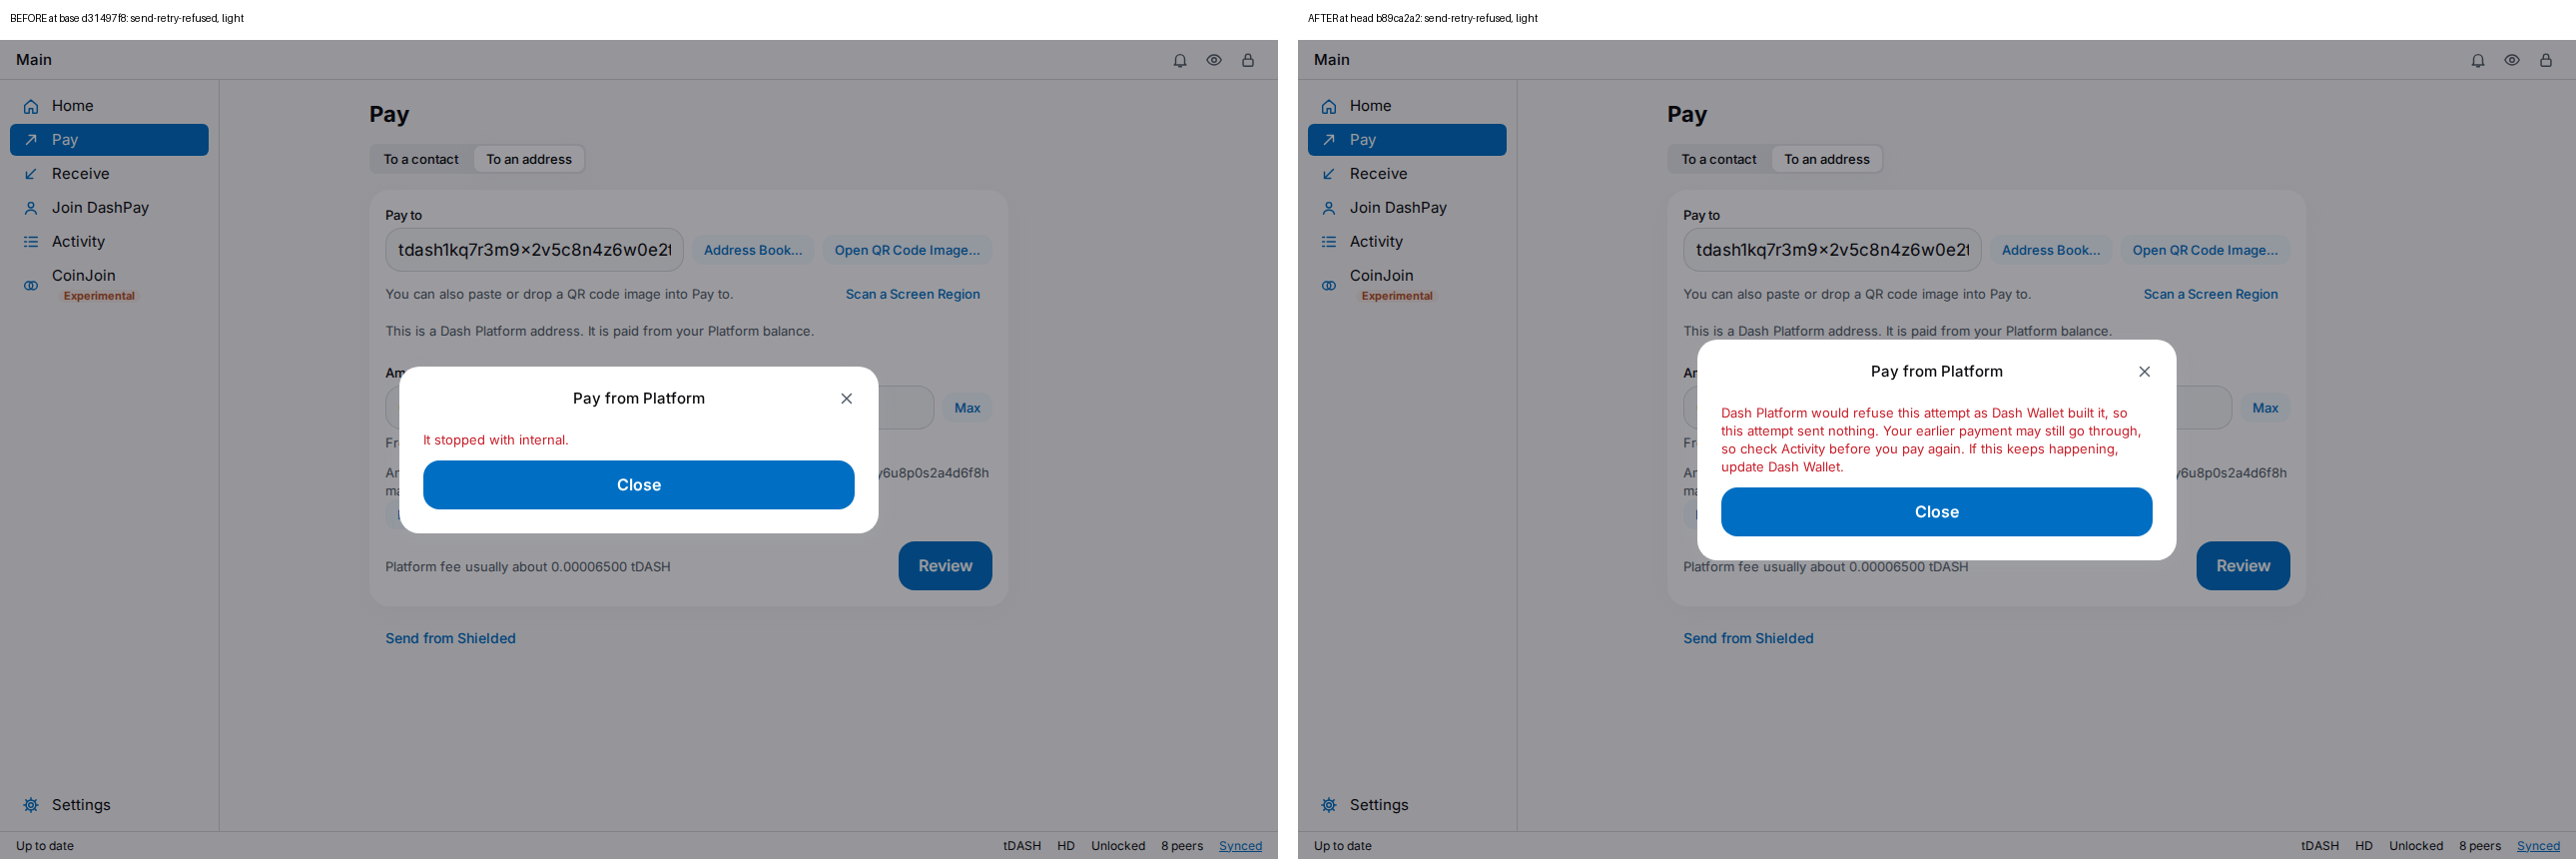 BEFORE at base d31497f8: send-retry-refused, light
Main
Home
Pay
Receive
Join DashPay
Activity
CoinJoin
Experimental
Settings
Pay
To a contact
To an address
Pay to
tdash1kq7r3m9×2v5c8n4z6w0e2
Address Book...
Open QR Code Image...
You can also paste or drop a QR code image into Pay to.
Scan a Screen Region
This is a Dash Platform address. It is paid from your Platform balance.
Max
y6u8p0s2a4d6f8h
Pay from Platform
It stopped with internal.
Close
Platform fee usually about 0.00006500 tDASH
Review
Send from Shielded
Up to date
tDASH
HD
Unlocked
8 peers
Synced
AFTER at head b89ca2a2: send-retry-refused, light
Main
Home
Pay
Receive
Join DashPay
Activity
CoinJoin
Experimental
Settings
Pay
To a contact
To an address
Pay to
tdash1kq7r3m9×2v5c8n4z6w0e2
Address Book...
Open QR Code Image...
You can also paste or drop a QR code image into Pay to.
Scan a Screen Region
This is a Dash Platform address. It is paid from your Platform balance.
Max
y6u8p0s2a4d6f8h
Pay from Platform
Dash Platform would refuse this attempt as Dash Wallet built it, so
this attempt sent nothing. Your earlier payment may still go through,
so check Activity before you pay again. If this keeps happening,
update Dash Wallet.
Close
Platform fee usually about 0.00006500 tDASH
Review
Send from Shielded
Up to date
tDASH
HD
Unlocked
8 peers
Synced